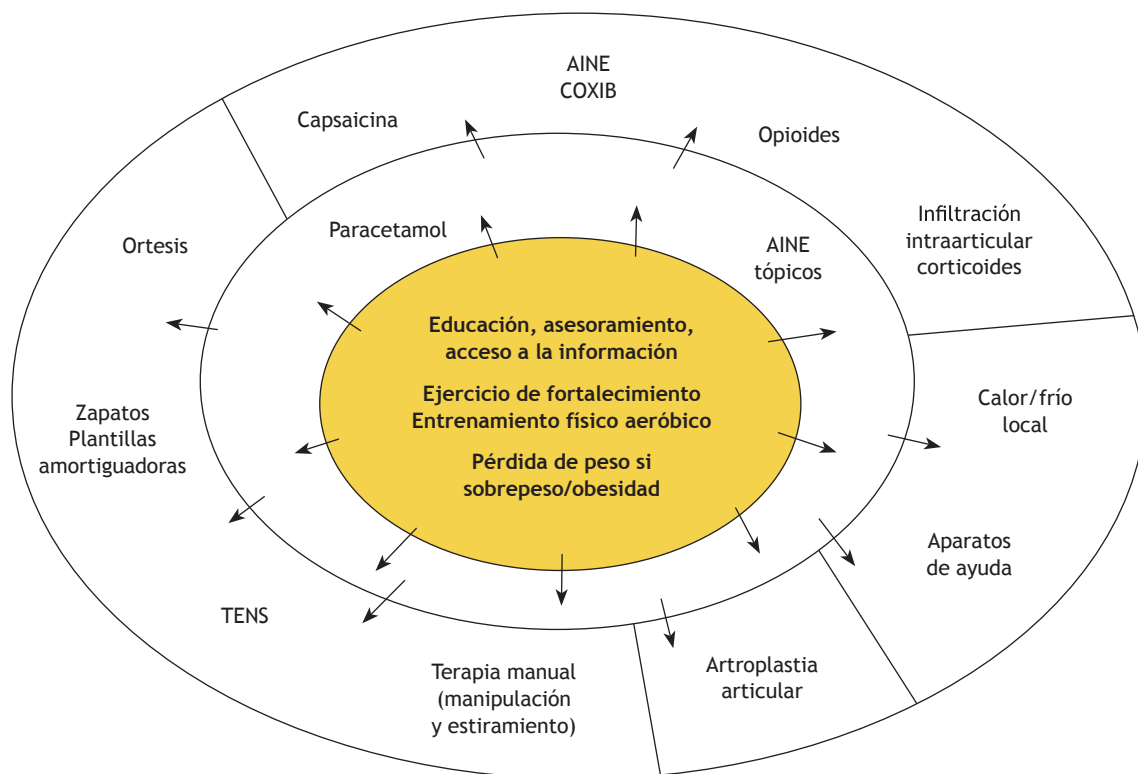 AINE
COXIB
Capsaicina
Opioides
Infiltración
intraarticular
corticoides
Ortesis
Paracetamol
AINE
tópicos
Educación, asesoramiento,
acceso a la información
Ejercicio de fortalecimiento
Entrenamiento físico aeróbico
Pérdida de peso si
sobrepeso/obesidad
Zapatos
Plantillas
amortiguadoras
Calor/frío
local
Aparatos
de ayuda
TENS
Terapia manual
(manipulación
y estiramiento)
Artroplastia
articular